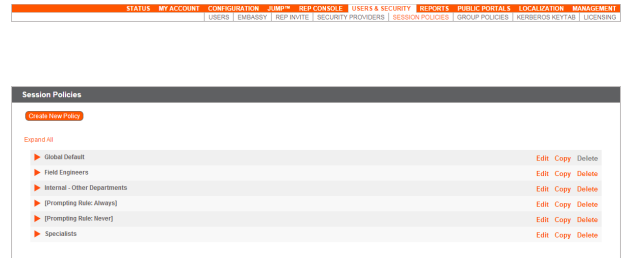 STATUS MY ACCOUNT CONFIGURATION JUMP™ REP CONSOLE USERS & SECURITY REPORTS PUBLIC PORTALS LOCALIZATION MANAGEMENT
USERS | EMBASSY | REP INVITE | SECURITY PROVIDERS | SESSION POLICIES | GROUP POLICIES | KERBEROS KEYTAB | LICENSING
Session Policies
Create New Policy
Expand All
Global Default Edit Copy Delete
Field Engineers Edit Copy Delete
Internal - Other Departments Edit Copy Delete
[Prompting Rule: Always] Edit Copy Delete
[Prompting Rule: Never] Edit Copy Delete
Specialists Edit Copy Delete